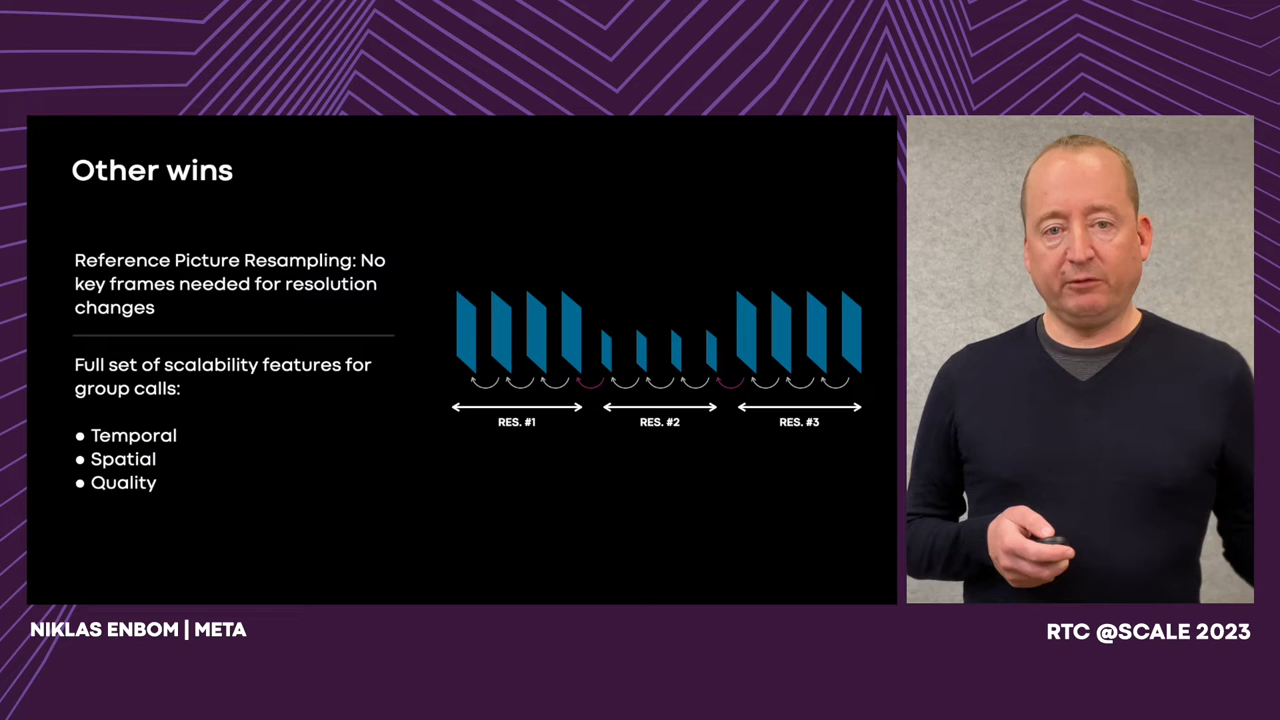 Other wins
Reference Picture Resampling: No
key frames needed for resolution
changes
Full set of scalability features for
group calls:
● Temporal
● Spatial
● Quality
RES. #1
RES. #2
RES. #3
NIKLAS ENBOM | META
RTC @SCALE 2023